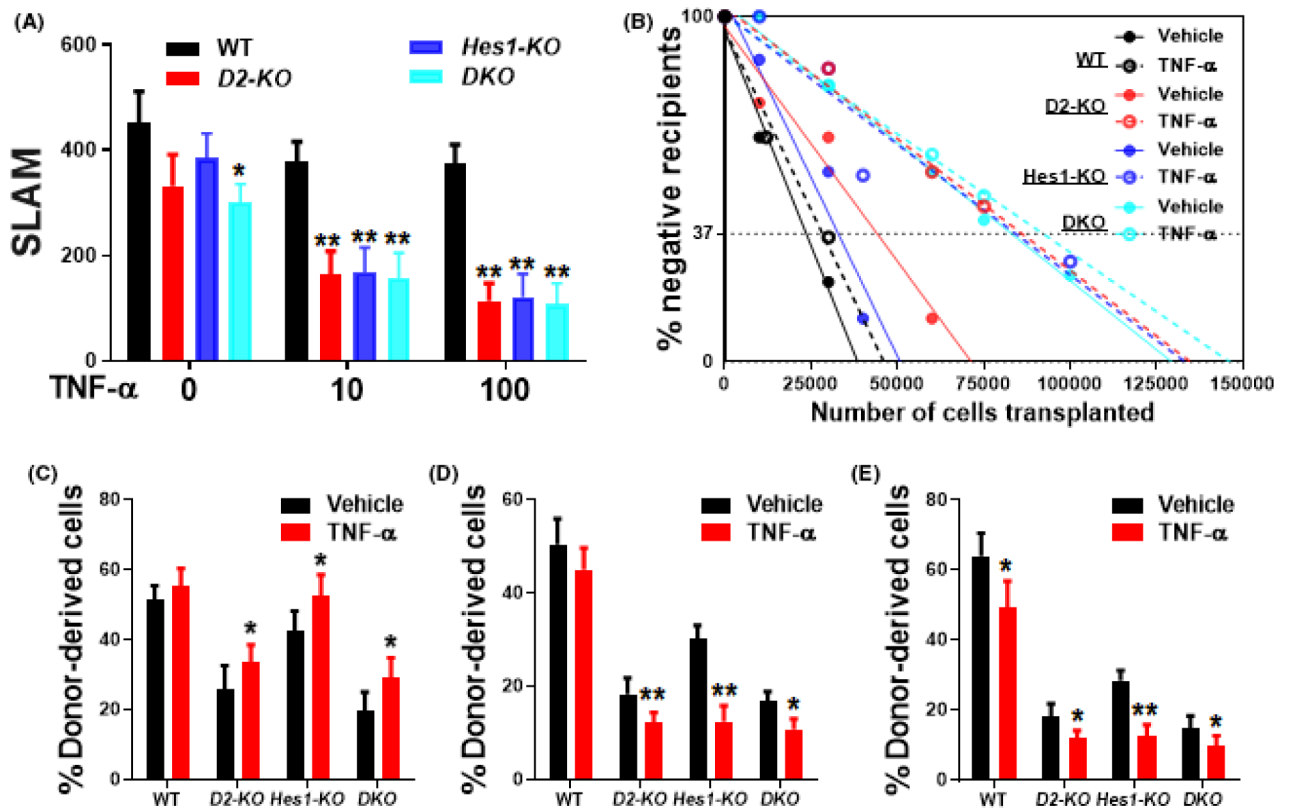 (A)
600
400
200
0
SLAM
WT
D2-KO
Hes1-KO
DKO
*
** ** **
** ** **
TNF-α 0 10 100
(B)
100
37
0
% negative recipients
0 25000 50000 75000 100000 125000 150000
Number of cells transplanted
WT
Vehicle
TNF-α
D2-KO
Vehicle
TNF-α
Hes1-KO
Vehicle
TNF-α
DKO
Vehicle
TNF-α
(C)
80
60
40
20
0
% Donor-derived cells
Vehicle
TNF-α
* * *
WT D2-KO Hes1-KO DKO
(D)
60
40
20
0
% Donor-derived cells
Vehicle
TNF-α
** ** *
WT D2-KO Hes1-KO DKO
(E)
80
60
40
20
0
% Donor-derived cells
Vehicle
TNF-α
* * ** *
WT D2-KO Hes1-KO DKO